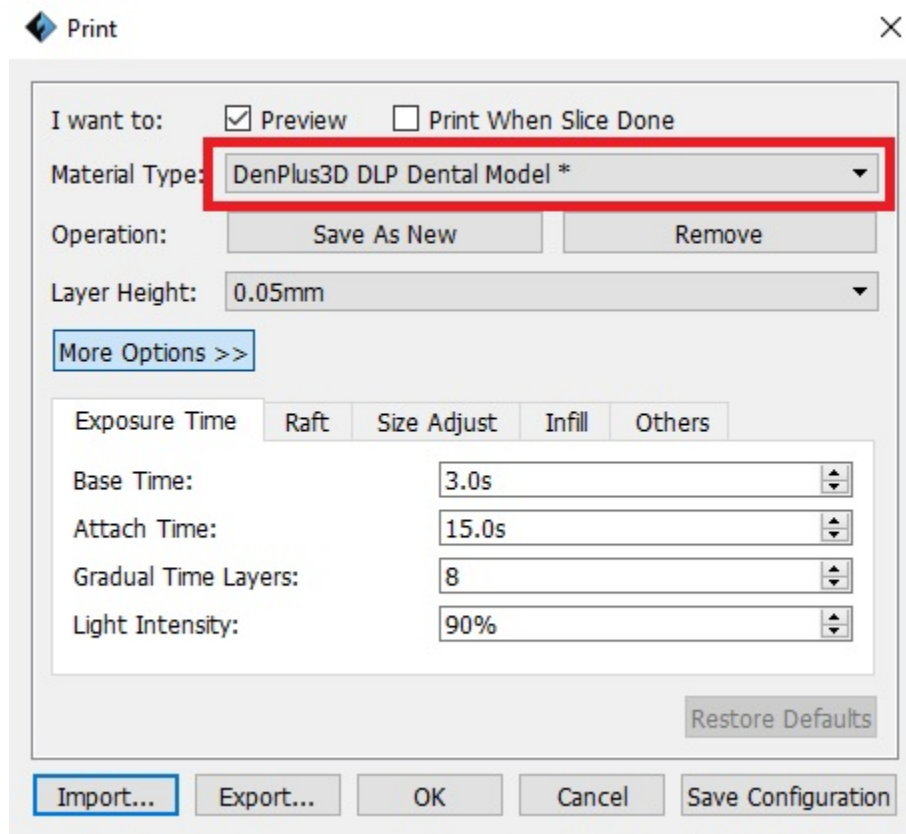 Print
I want to: Preview Print When Slice Done
Material Type: DenPlus3D DLP Dental Model *
Operation: Save As New Remove
Layer Height: 0.05mm
More Options >>
Exposure Time Raft Size Adjust Infill Others
Base Time: 3.0s
Attach Time: 15.0s
Gradual Time Layers: 8
Light Intensity: 90%
Restore Defaults
Import... Export... OK Cancel Save Configuration